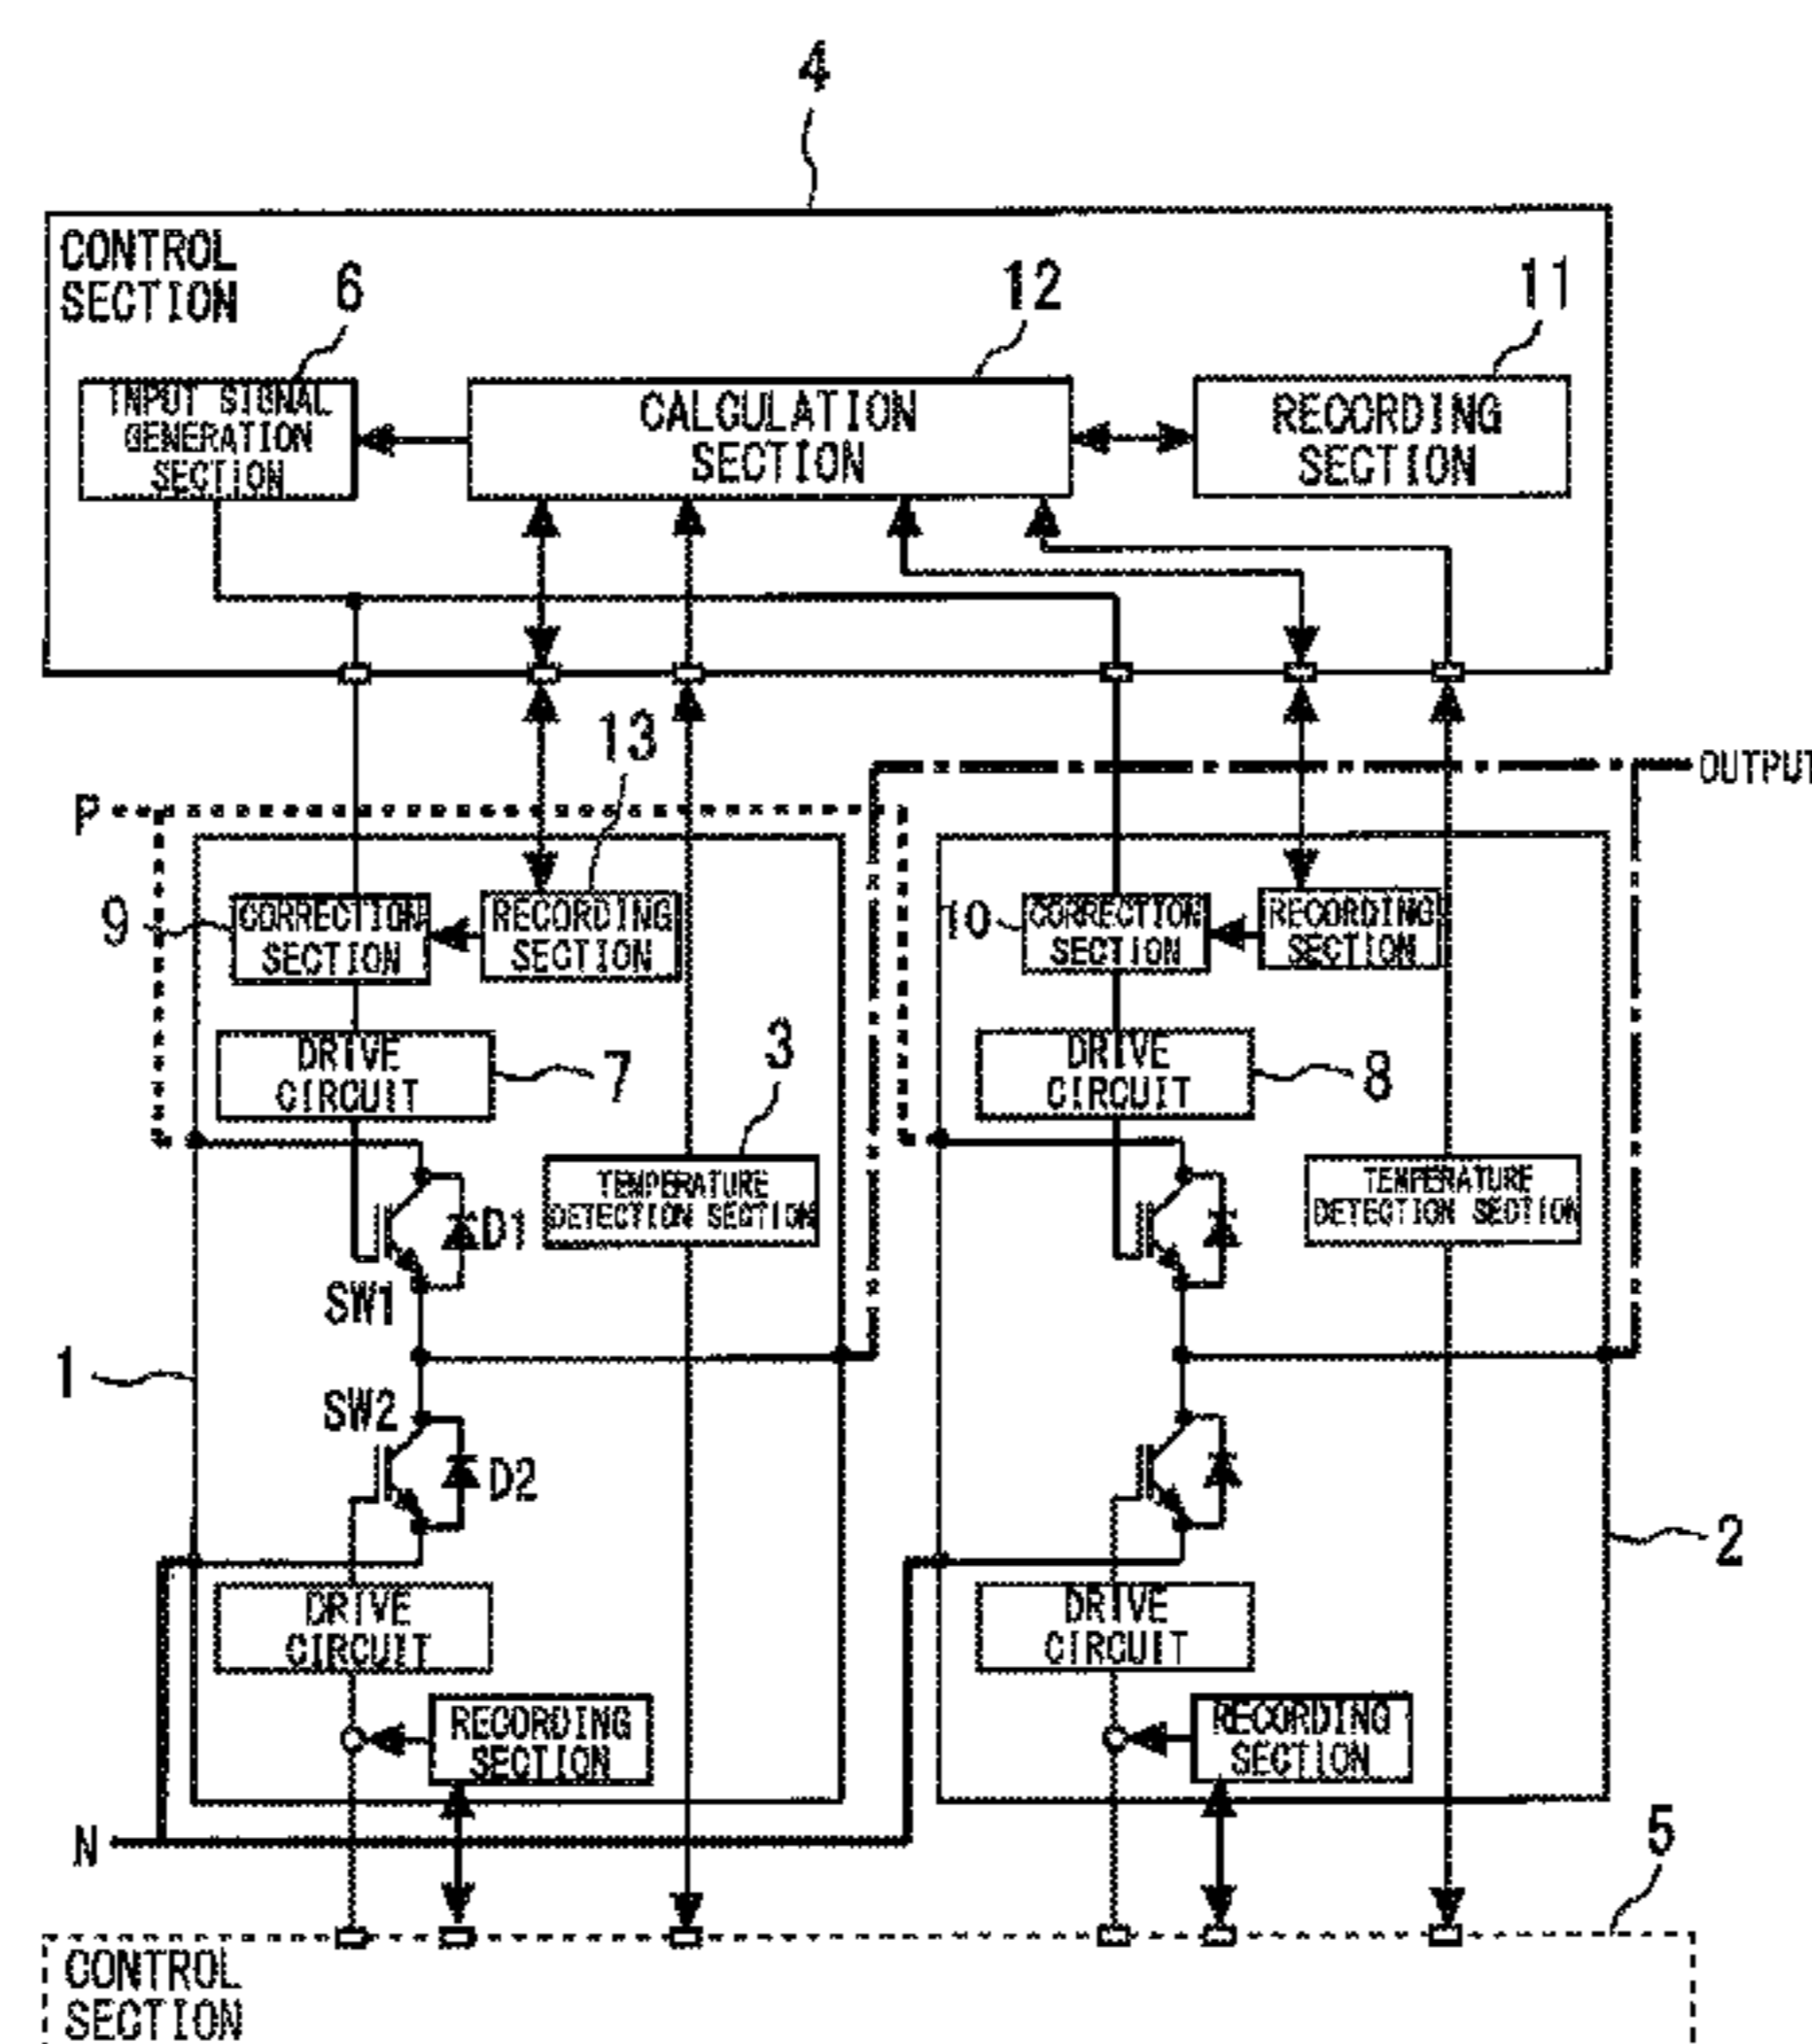 4
CONTROL
SECTION
6
12
11
INPUT SIGNAL
GENERATION
SECTION
CALCULATION
SECTION
RECORDING
SECTION
13
OUTPUT
P
9
CORRECTION
SECTION
RECORDING
SECTION
10
CORRECTION
SECTION
RECORDING
SECTION
DRIVE
CIRCUIT
7
3
DRIVE
CIRCUIT
8
TEMPERATURE
DETECTION SECTION
TEMPERATURE
DETECTION SECTION
D1
SW1
1
SW2
D2
2
DRIVE
CIRCUIT
DRIVE
CIRCUIT
RECORDING
SECTION
RECORDING
SECTION
N
5
CONTROL
SECTION